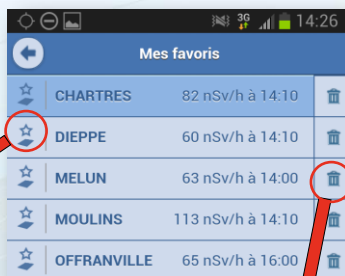 3G 14:26
Mes favoris
CHARTRES 82 nSv/h à 14:10
DIEPPE 60 nSv/h à 14:10
MELUN 63 nSv/h à 14:00
MOULINS 113 nSv/h à 14:10
OFFRANVILLE 65 nSv/h à 16:00